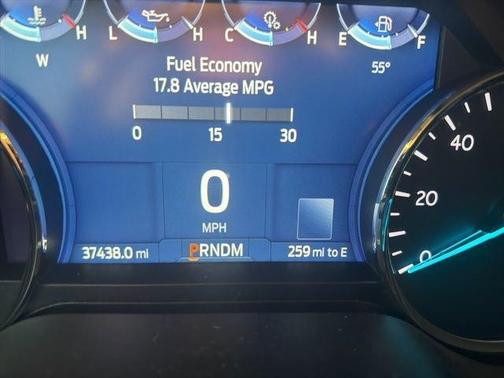 H L H C H E F
W 55°
Fuel Economy
17.8 Average MPG
0 15 30
40
0
20
MPH
37438.0 mi PRNDM 259 mi to E
0